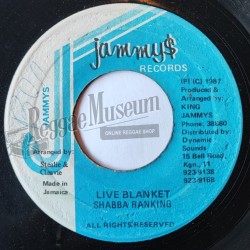 jammy$
RECORDS
JAMMYS
(P) (C) 1987
Produced &
Arranged by:
KING
JAMMYS
Phone, 38680
Distributed by
Dynamic
Sounds
15 Bell Road,
Kgn. 11
923-9138
923-9168
Reggae Museum
ONLINE REGGAE SHOP
Arranged by:
Steelie &
Clevie
Made in
Jamaica
LIVE BLANKET
SHABBA RANKING
ALL RIGHTS RESERVED